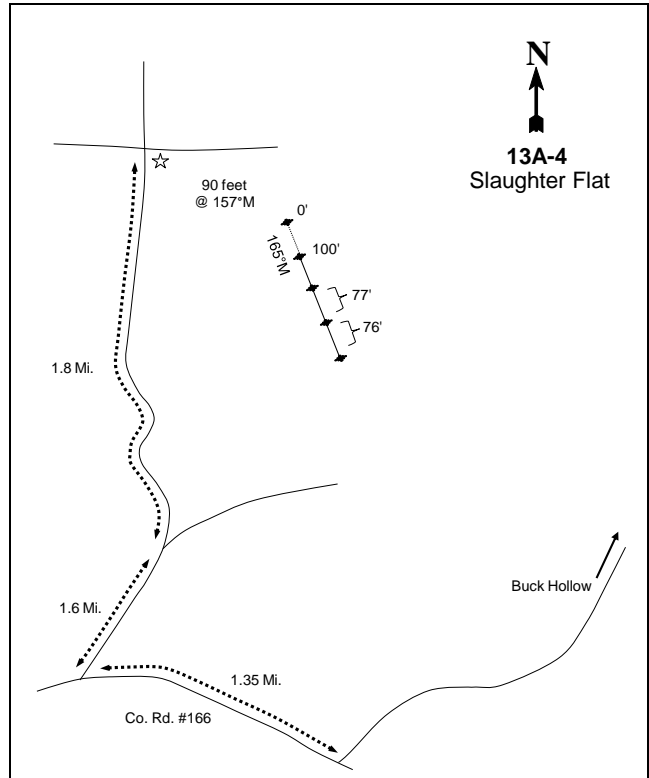 N
13A-4
Slaughter Flat
90 feet
@ 157°M
0'
165°M
100'
77'
76'
1.8 Mi.
Buck Hollow
1.6 Mi.
1.35 Mi.
Co. Rd. #166